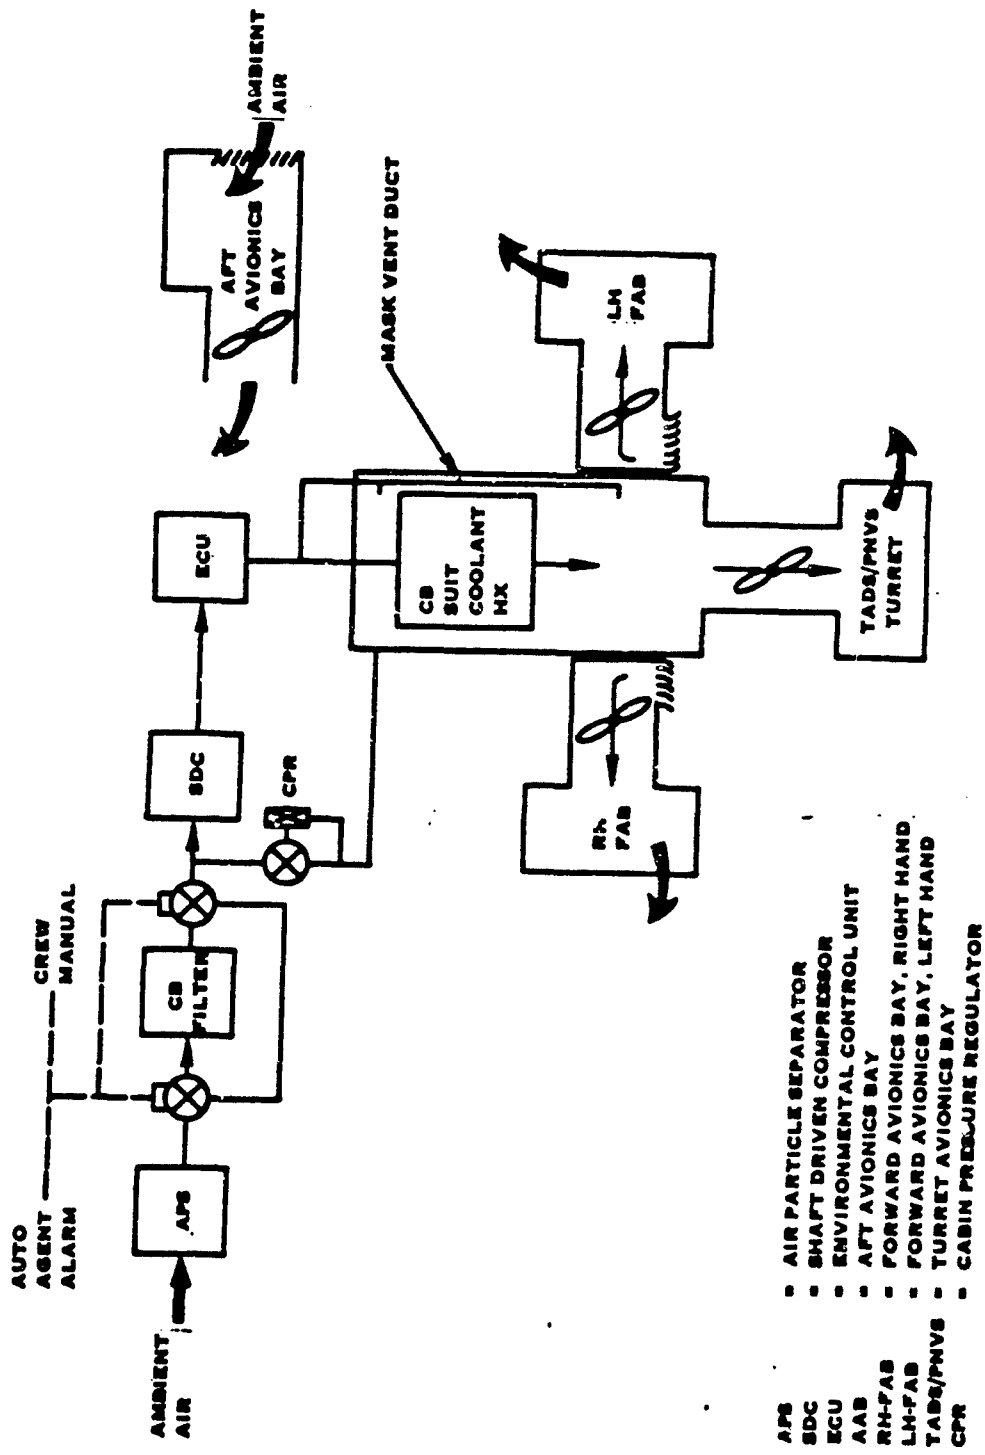 AUTO
AGENT
ALARM
CREW
MANUAL
AMBIENT
AIR
APS
CB
FILTER
SDC
CPR
ECU
AFT
AVIONICS
BAY
AMBIENT
AIR
MASK VENT DUCT
CB
SUIT
COOLANT
HX
RH
FAB
LH
FAB
TADS/PNVS
TURRET
APS = AIR PARTICLE SEPARATOR
SDC = SHAFT DRIVEN COMPRESSOR
ECU = ENVIRONMENTAL CONTROL UNIT
AAB = AFT AVIONICS BAY
RH-FAB = FORWARD AVIONICS BAY, RIGHT HAND
LH-FAB = FORWARD AVIONICS BAY, LEFT HAND
TADS/PNVS = TURRET AVIONICS BAY
CPR = CABIN PRESSURE REGULATOR